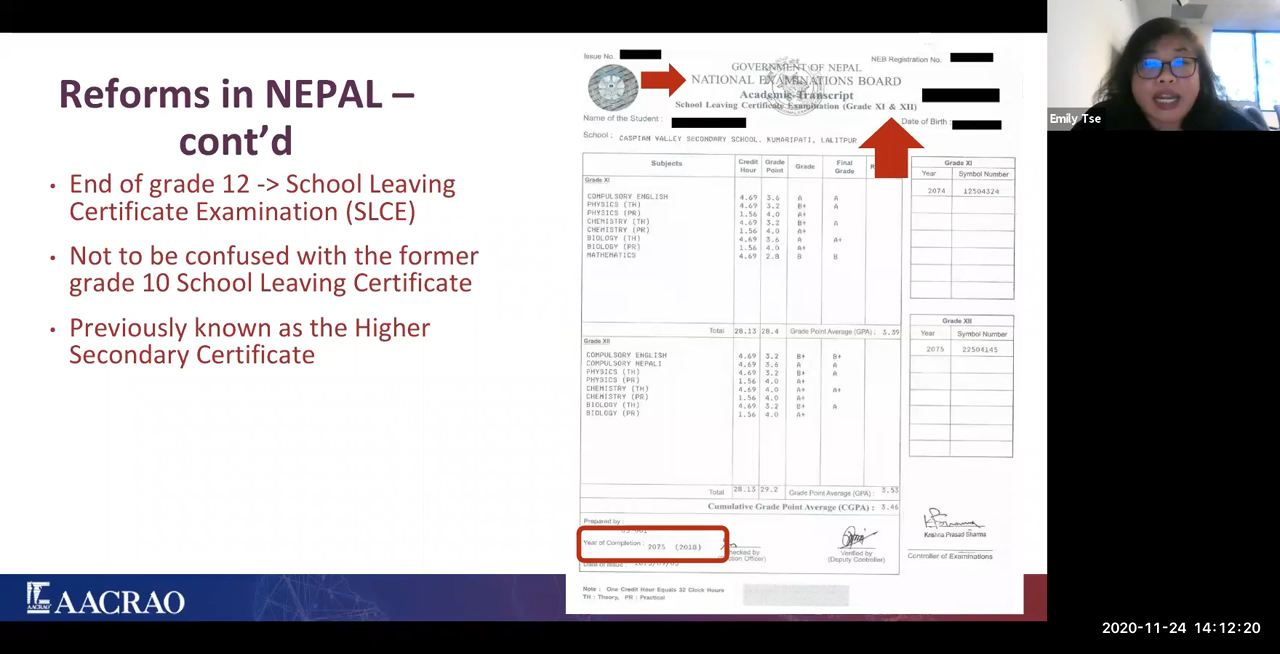 Reforms in NEPAL –
cont’d
• End of grade 12 -> School Leaving
Certificate Examination (SLCE)
• Not to be confused with the former
grade 10 School Leaving Certificate
• Previously known as the Higher
Secondary Certificate
AACRAO
Issue No.
NEB Registration No.
GOVERNMENT OF NEPAL
NATIONAL EXAMINATIONS BOARD
Academic Transcript
School Leaving Certificate Examination (Grade XI & XII)
Name of the Student :
Date of Birth :
School : CASPIAN VALLEY SECONDARY SCHOOL, KUMARIPATI, LALITPUR
Subjects Credit Hour Grade Point Grade Final Grade
Grade XI
COMPULSORY ENGLISH 4.69 3.6 A A
PHYSICS (TH) 4.69 3.2 B+ A
PHYSICS (PR) 1.56 4.0 A+
CHEMISTRY (TH) 4.69 3.2 B+ A
CHEMISTRY (PR) 1.56 4.0 A+
BIOLOGY (TH) 4.69 3.6 A A+
BIOLOGY (PR) 1.56 4.0 A+
MATHEMATICS 4.69 2.8 B B
Total 28.13 28.4 Grade Point Average (GPA) : 3.39
Grade XII
COMPULSORY ENGLISH 4.69 3.2 B+ B+
COMPULSORY NEPALI 4.69 3.6 A A
PHYSICS (TH) 4.69 3.2 B+ A
PHYSICS (PR) 1.56 4.0 A+
CHEMISTRY (TH) 4.69 4.0 A+ A+
CHEMISTRY (PR) 1.56 4.0 A+
BIOLOGY (TH) 4.69 3.2 B+ A
BIOLOGY (PR) 1.56 4.0 A+
Total 28.13 29.2 Grade Point Average (GPA) : 3.53
Cumulative Grade Point Average (CGPA) : 3.46
Grade XI
Year Symbol Number
2074 12504324
Grade XII
Year Symbol Number
2075 22504145
Prepared by :
Year of Completion : 2075 (2018)
Date of Issue :
Checked by
Verified by
(Deputy Controller)
Krishna Prasad Sharma
Controller of Examinations
Note : One Credit Hour Equals 32 Clock Hours
TH : Theory, PR : Practical
Emily Tse
2020-11-24 14:12:20